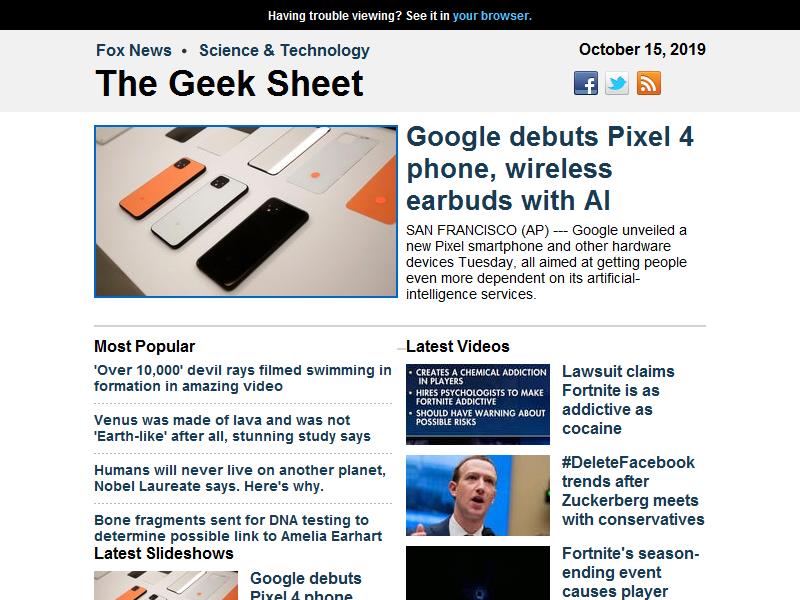 Having trouble viewing? See it in your browser.
Fox News • Science & Technology
October 15, 2019
The Geek Sheet
Google debuts Pixel 4
phone, wireless
earbuds with AI
SAN FRANCISCO (AP) --- Google unveiled a
new Pixel smartphone and other hardware
devices Tuesday, all aimed at getting people
even more dependent on its artificial-
intelligence services.
Most Popular
'Over 10,000' devil rays filmed swimming in
formation in amazing video
Venus was made of lava and was not
'Earth-like' after all, stunning study says
Humans will never live on another planet,
Nobel Laureate says. Here's why.
Bone fragments sent for DNA testing to
determine possible link to Amelia Earhart
Latest Slideshows
Google debuts
Pixel 4 phone,
Latest Videos
• CREATES A CHEMICAL ADDICTION
IN PLAYERS
• HIRES PSYCHOLOGISTS TO MAKE
FORTNITE ADDICTIVE
• SHOULD HAVE WARNING ABOUT
POSSIBLE RISKS
Lawsuit claims
Fortnite is as
addictive as
cocaine
#DeleteFacebook
trends after
Zuckerberg meets
with conservatives
Fortnite's season-
ending event
causes player